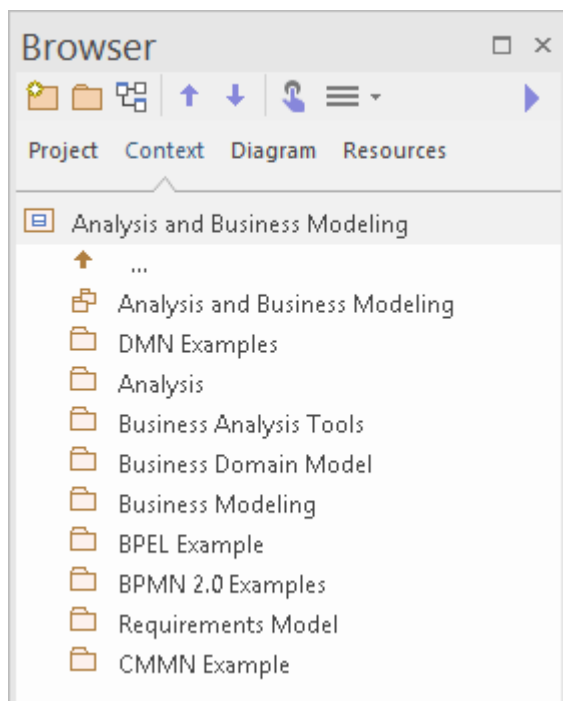 Browser
Project Context Diagram Resources
Analysis and Business Modeling
...
Analysis and Business Modeling
DMN Examples
Analysis
Business Analysis Tools
Business Domain Model
Business Modeling
BPEL Example
BPMN 2.0 Examples
Requirements Model
CMMN Example